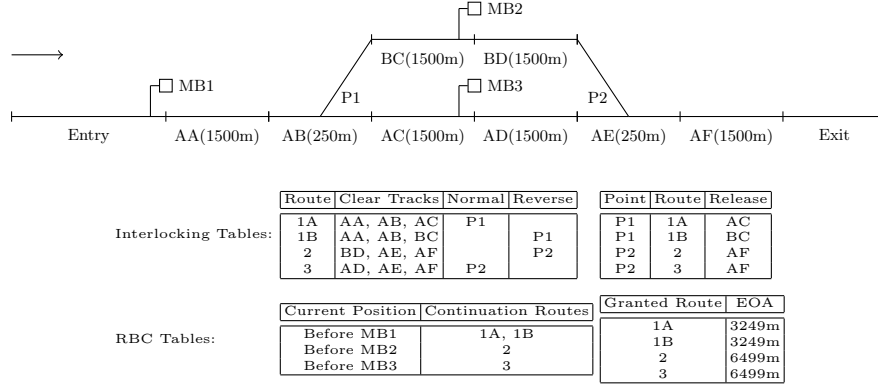 MB2
BC(1500m) BD(1500m)
MB1 P1 MB3 P2
Entry AA(1500m) AB(250m) AC(1500m) AD(1500m) AE(250m) AF(1500m) Exit
Interlocking Tables:
Route Clear Tracks Normal Reverse
1A AA, AB, AC P1
1B AA, AB, BC P1
2 BD, AE, AF P2
3 AD, AE, AF P2
Point Route Release
P1 1A AC
P1 1B BC
P2 2 AF
P2 3 AF
RBC Tables:
Current Position Continuation Routes
Before MB1 1A, 1B
Before MB2 2
Before MB3 3
Granted Route EOA
1A 3249m
1B 3249m
2 6499m
3 6499m